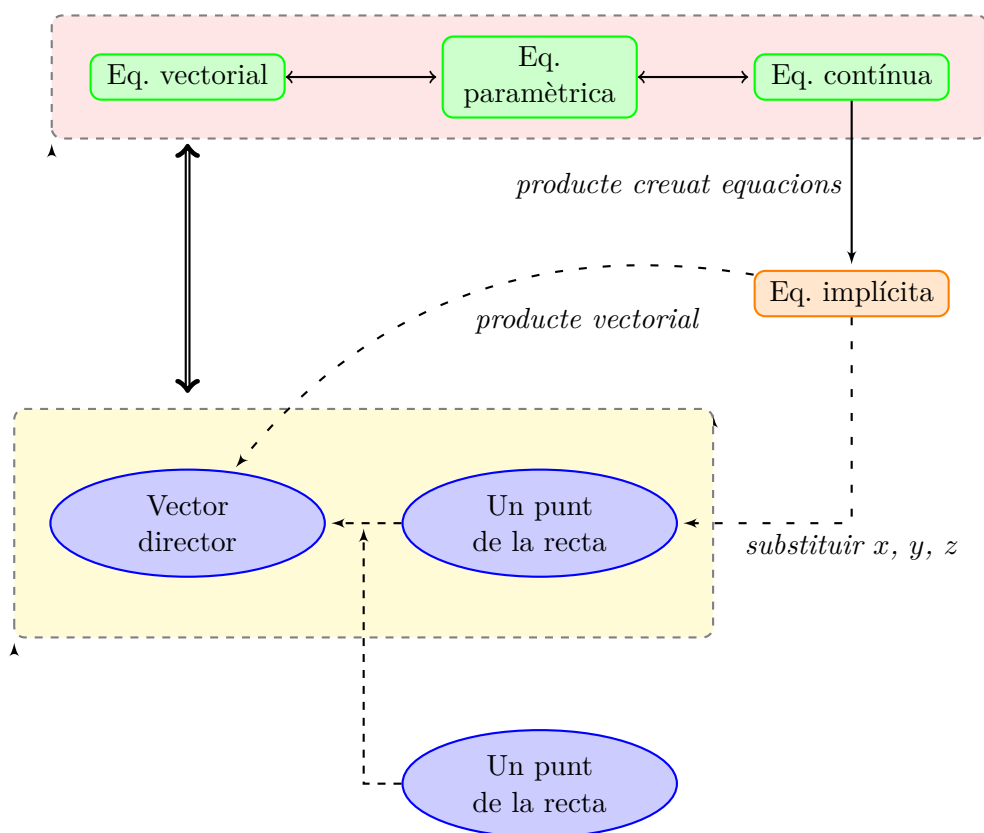 Eq. vectorial
Eq.
paramètrica
Eq. contínua
producte creuat equacions
Eq. implícita
producte vectorial
Vector
director
Un punt
de la recta
substituir x, y, z
Un punt
de la recta